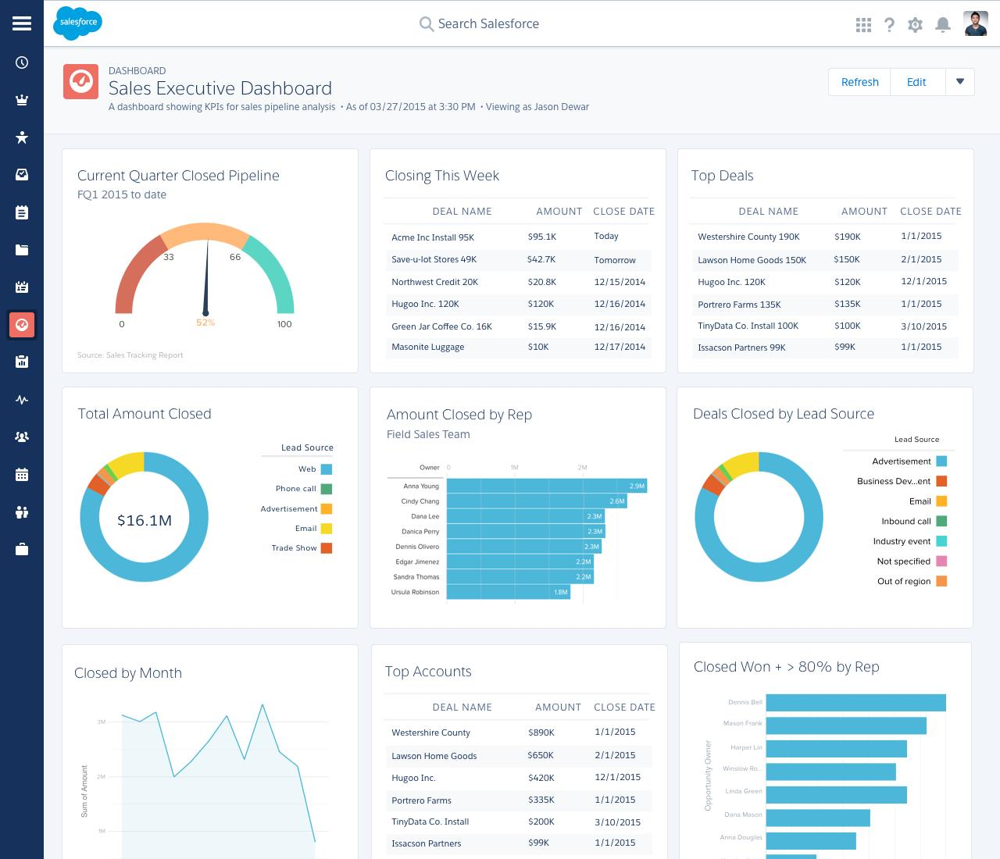 salesforce
Search Salesforce
?
DASHBOARD
Sales Executive Dashboard
A dashboard showing KPIs for sales pipeline analysis • As of 03/27/2015 at 3:30 PM • Viewing as Jason Dewar
Refresh
Edit
Current Quarter Closed Pipeline
FQ1 2015 to date
33
66
0
52%
100
Source: Sales Tracking Report
Closing This Week
DEAL NAME AMOUNT CLOSE DATE
Acme Inc Install 95K $95.1K Today
Save-u-lot Stores 49K $42.7K Tomorrow
Northwest Credit 20K $20.8K 12/15/2014
Hugoo Inc. 120K $120K 12/16/2014
Green Jar Coffee Co. 16K $15.9K 12/16/2014
Masonite Luggage $10K 12/17/2014
Top Deals
DEAL NAME AMOUNT CLOSE DATE
Westershire County 190K $190K 1/1/2015
Lawson Home Goods 150K $150K 2/1/2015
Hugoo Inc. 120K $120K 12/1/2015
Portrero Farms 135K $135K 1/1/2015
TinyData Co. Install 100K $100K 3/10/2015
Issacson Partners 99K $99K 1/1/2015
Total Amount Closed
$16.1M
Lead Source
Web
Phone call
Advertisement
Email
Trade Show
Amount Closed by Rep
Field Sales Team
Owner 0 1M 2M
Anna Young 2.9M
Cindy Chang 2.6M
Dana Lee 2.3M
Danica Perry 2.3M
Dennis Olivero 2.3M
Edgar Jimenez 2.2M
Sandra Thomas 2.2M
Ursula Robinson 1.8M
Deals Closed by Lead Source
Lead Source
Advertisement
Business Dev...ent
Email
Inbound call
Industry event
Not specified
Out of region
Closed by Month
Sum of Amount
3M
2M
1M
Top Accounts
DEAL NAME AMOUNT CLOSE DATE
Westershire County $890K 1/1/2015
Lawson Home Goods $650K 2/1/2015
Hugoo Inc. $420K 12/1/2015
Portrero Farms $335K 1/1/2015
TinyData Co. Install $200K 3/10/2015
Issacson Partners $99K 1/1/2015
Closed Won + > 80% by Rep
Opportunity Owner
Dennis Bell
Mason Frank
Harper Lin
Winslow Ro...
Linda Green
Dana Mason
Anna Douglas